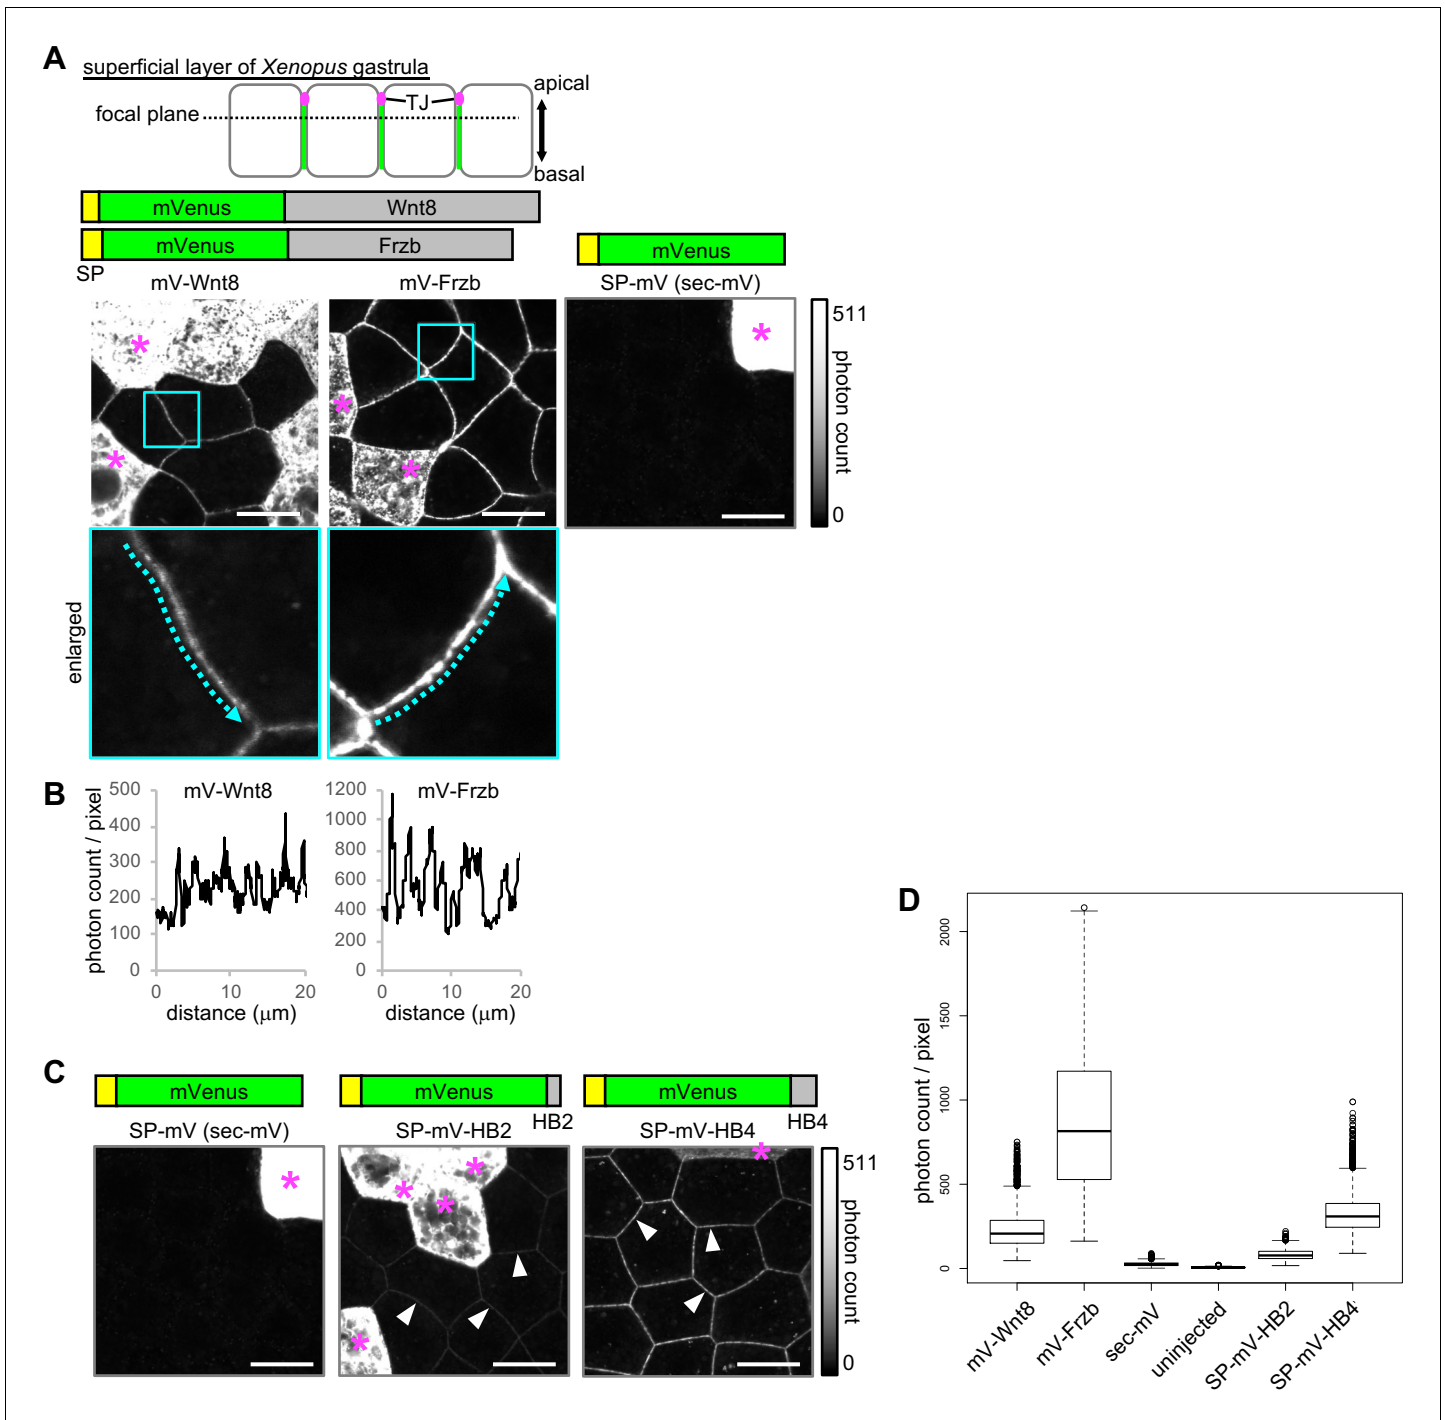 A
superficial layer of Xenopus gastrula
apical
TJ
focal plane
basal
mVenus Wnt8
mVenus Frzb
mVenus
SP
mV-Wnt8 mV-Frzb SP-mV (sec-mV)
* * * * *
511
photon count
0
enlarged
B
mV-Wnt8
500
400
300
200
100
0
photon count / pixel
0 10 20
distance (μm)
mV-Frzb
1200
1000
800
600
400
200
0
0 10 20
distance (μm)
C
mVenus
mVenus
mVenus
HB2
HB4
SP-mV (sec-mV) SP-mV-HB2 SP-mV-HB4
* * * * * *
511
photon count
0
D
2000
1500
1000
500
0
photon count / pixel
mV-Wnt8
mV-Frzb
sec-mV
uninjected
SP-mV-HB2
SP-mV-HB4